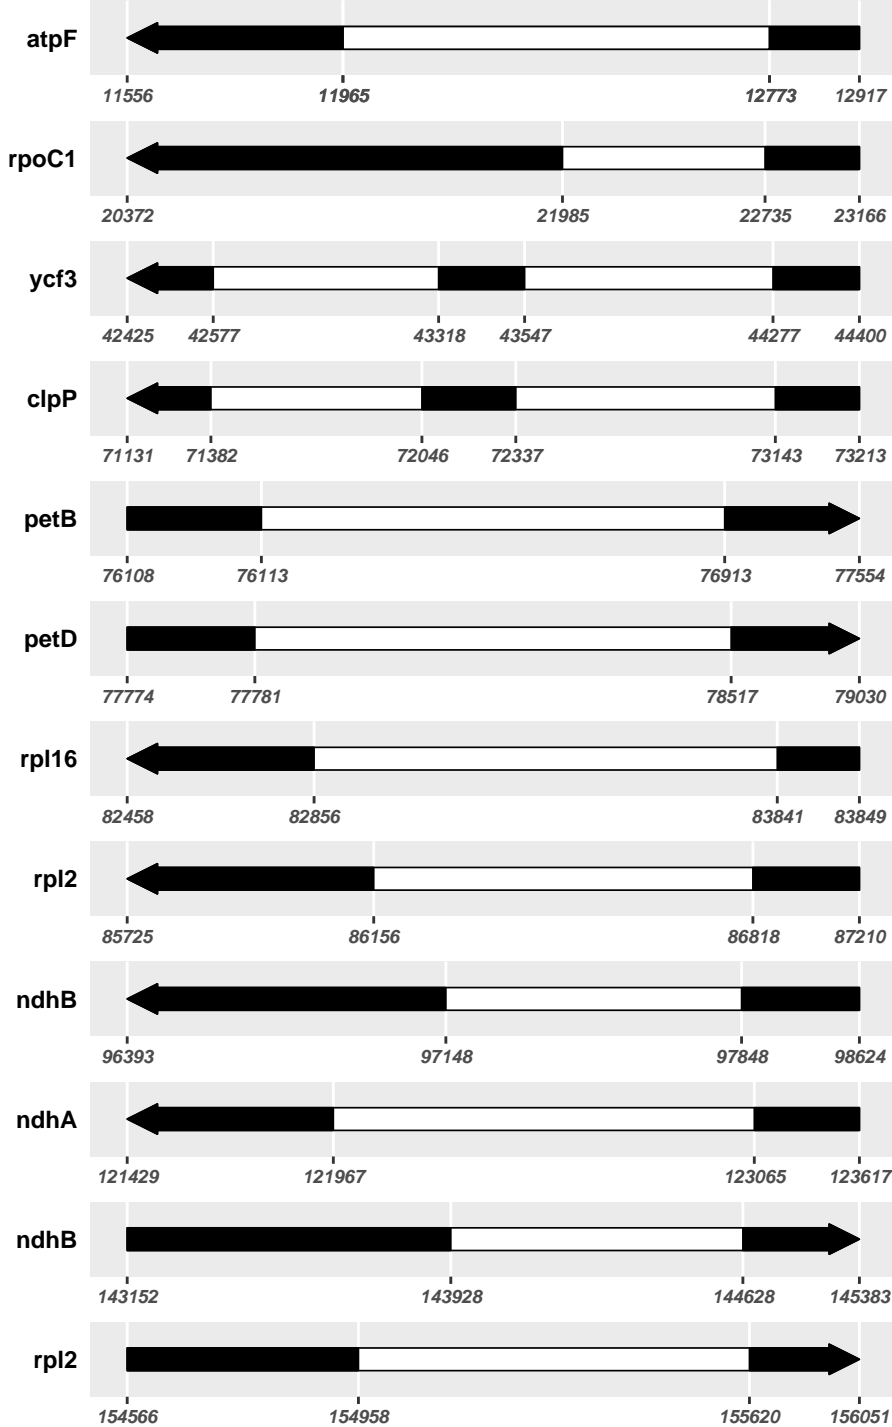 atpF
11556 11965 12773 12917
rpoC1
20372 21985 22735 23166
ycf3
42425 42577 43318 43547 44277 44400
clpP
71131 71382 72046 72337 73143 73213
petB
76108 76113 76913 77554
petD
77774 77781 78517 79030
rpl16
82458 82856 83841 83849
rpl2
85725 86156 86818 87210
ndhB
96393 97148 97848 98624
ndhA
121429 121967 123065 123617
ndhB
143152 143928 144628 145383
rpl2
154566 154958 155620 156051